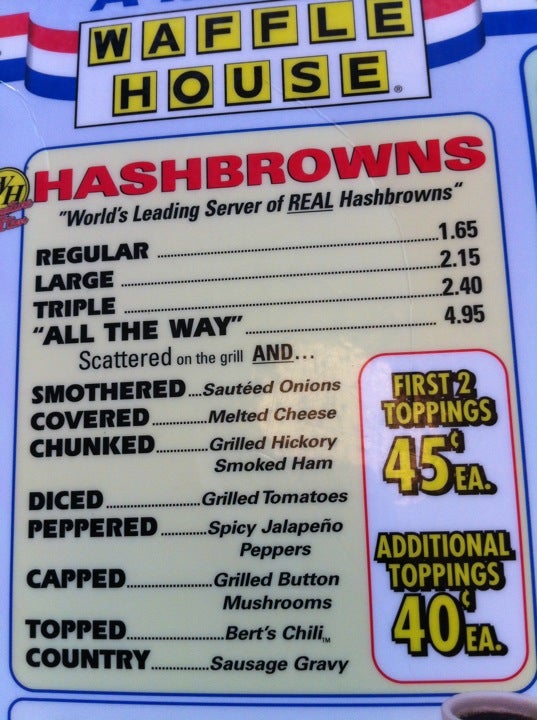 WAFFLE
HOUSE®
WH
HASHBROWNS
"World's Leading Server of REAL Hashbrowns"
REGULAR ........ 1.65
LARGE ........ 2.15
TRIPLE ........ 2.40
"ALL THE WAY" ........ 4.95
Scattered on the grill AND...
SMOTHERED ....Sautéed Onions
COVERED ........Melted Cheese
CHUNKED ........Grilled Hickory
Smoked Ham
DICED ........Grilled Tomatoes
PEPPERED ........Spicy Jalapeño
Peppers
CAPPED ........Grilled Button
Mushrooms
TOPPED ........Bert's Chili™
COUNTRY ........Sausage Gravy
FIRST 2
TOPPINGS
45¢ EA.
ADDITIONAL
TOPPINGS
40¢ EA.